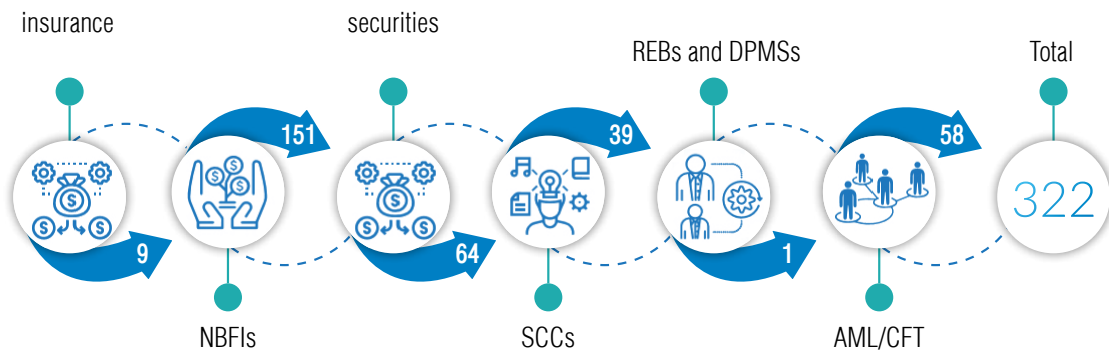 insurance
securities
REBs and DPMSs
Total
151
39
58
322
9
64
1
NBFIs
SCCs
AML/CFT